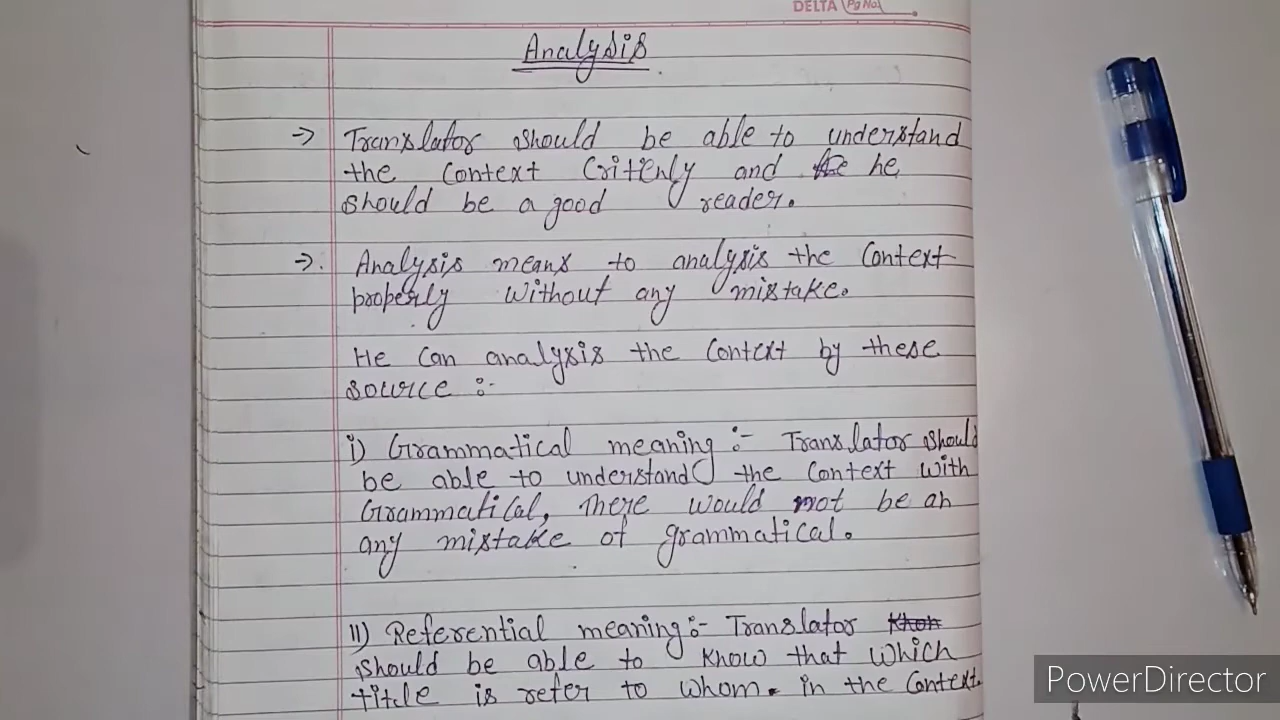 DELTA Pg No.
Analysis
→ Translator should be able to understand
the Context Critenly and he
should be a good reader.
→. Analysis means to analysis the Context
properly without any mistake.
He Can analysis the Context by these
source :-
i) Grammatical meaning :- Translator should
be able to understand the Context with
Grammatical, There would not be an
any mistake of grammatical.
II) Referential meaning :- Translator
should be able to know that which
titcle is refer to whom. in the Context.
PowerDirector